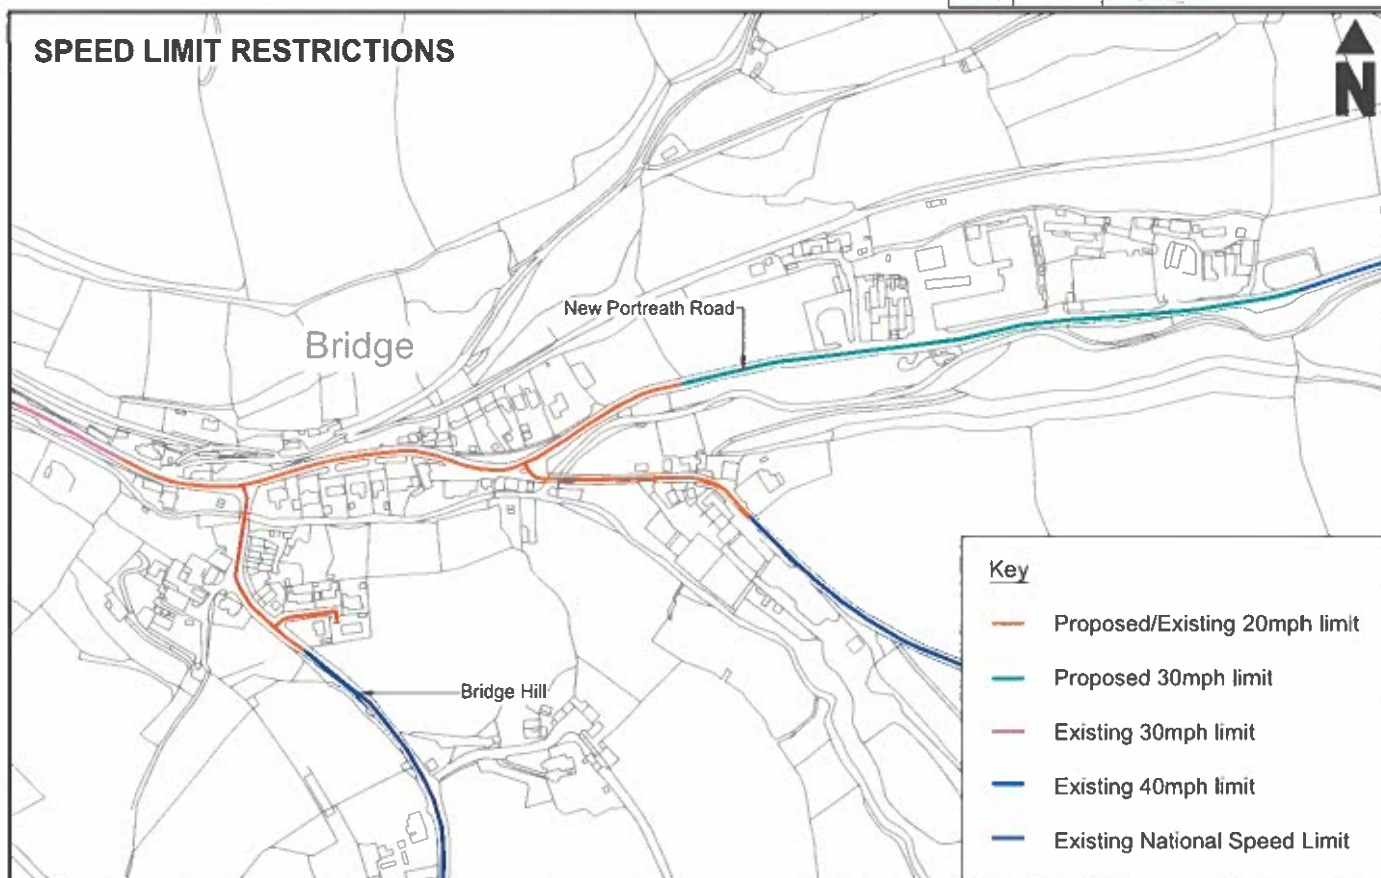 SPEED LIMIT RESTRICTIONS
N
New Portreath Road
Bridge
Bridge Hill
Key
Proposed/Existing 20mph limit
Proposed 30mph limit
Existing 30mph limit
Existing 40mph limit
Existing National Speed Limit